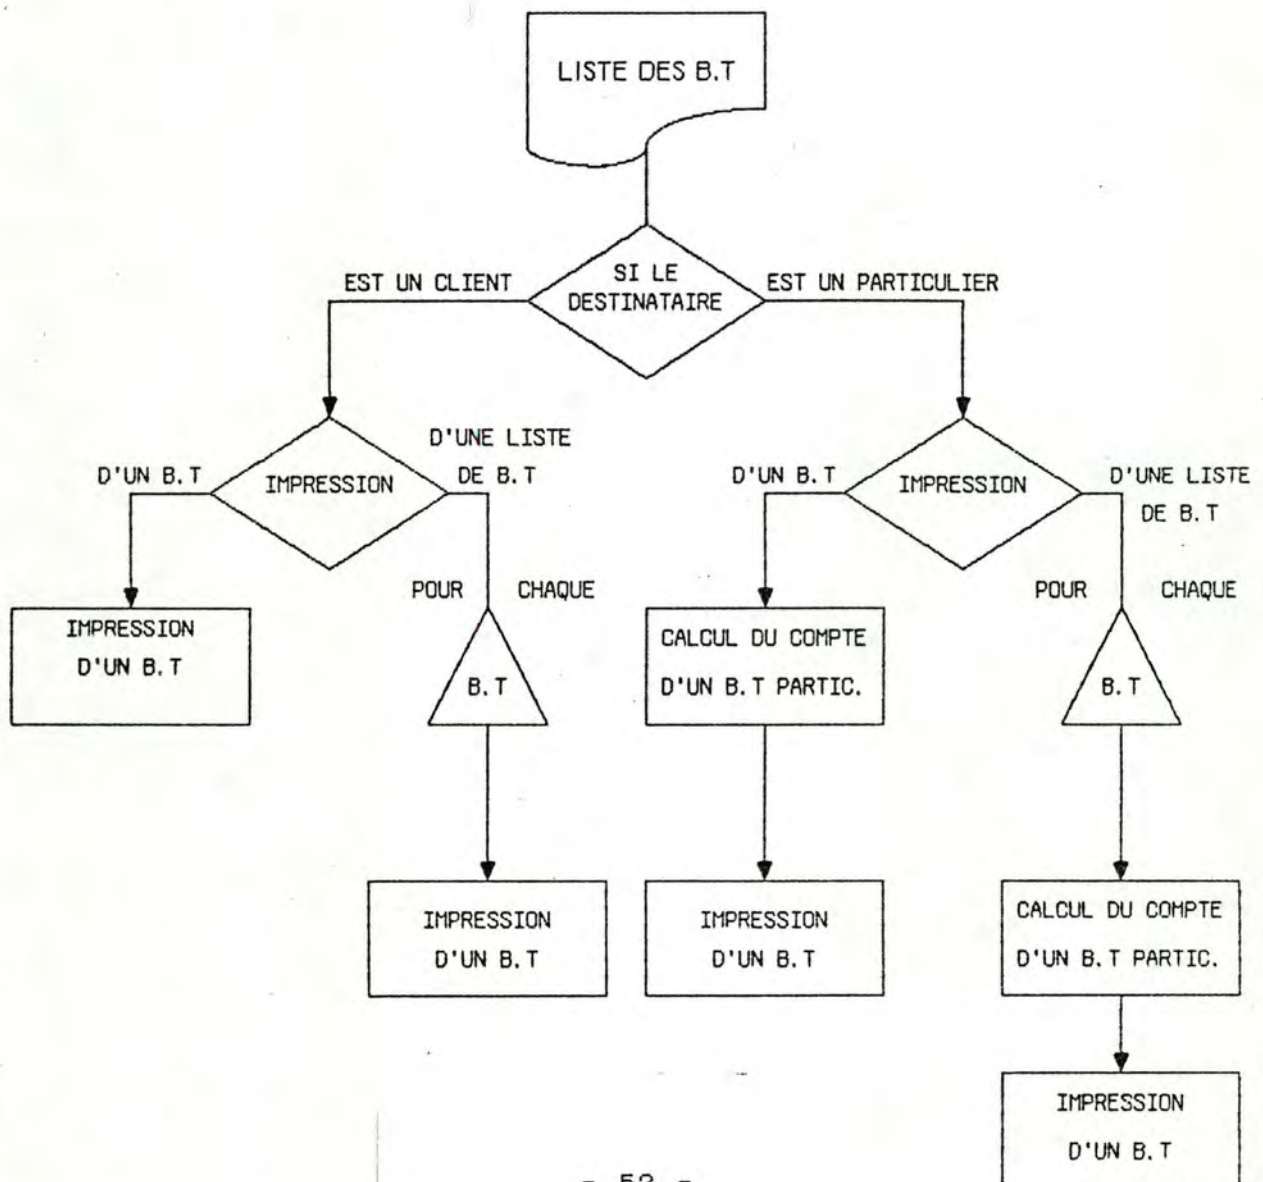 LISTE DES B.T
SI LE
DESTINATAIRE
EST UN CLIENT
EST UN PARTICULIER
D'UN B.T
IMPRESSION
D'UNE LISTE
DE B.T
D'UN B.T
IMPRESSION
D'UNE LISTE
DE B.T
IMPRESSION
D'UN B.T
POUR CHAQUE
B.T
CALCUL DU COMPTE
D'UN B.T PARTIC.
POUR CHAQUE
B.T
IMPRESSION
D'UN B.T
IMPRESSION
D'UN B.T
CALCUL DU COMPTE
D'UN B.T PARTIC.
IMPRESSION
D'UN B.T